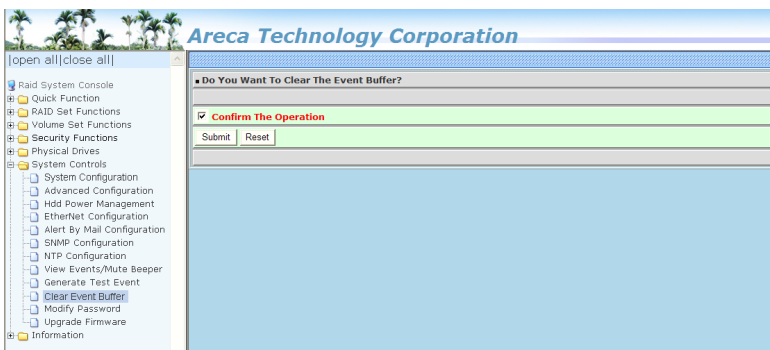 Areca Technology Corporation
|open all|close all|
Raid System Console
Quick Function
RAID Set Functions
Volume Set Functions
Security Functions
Physical Drives
System Controls
System Configuration
Advanced Configuration
Hdd Power Management
EtherNet Configuration
Alert By Mail Configuration
SNMP Configuration
NTP Configuration
View Events/Mute Beeper
Generate Test Event
Clear Event Buffer
Modify Password
Upgrade Firmware
Information
Do You Want To Clear The Event Buffer?
Confirm The Operation
Submit Reset